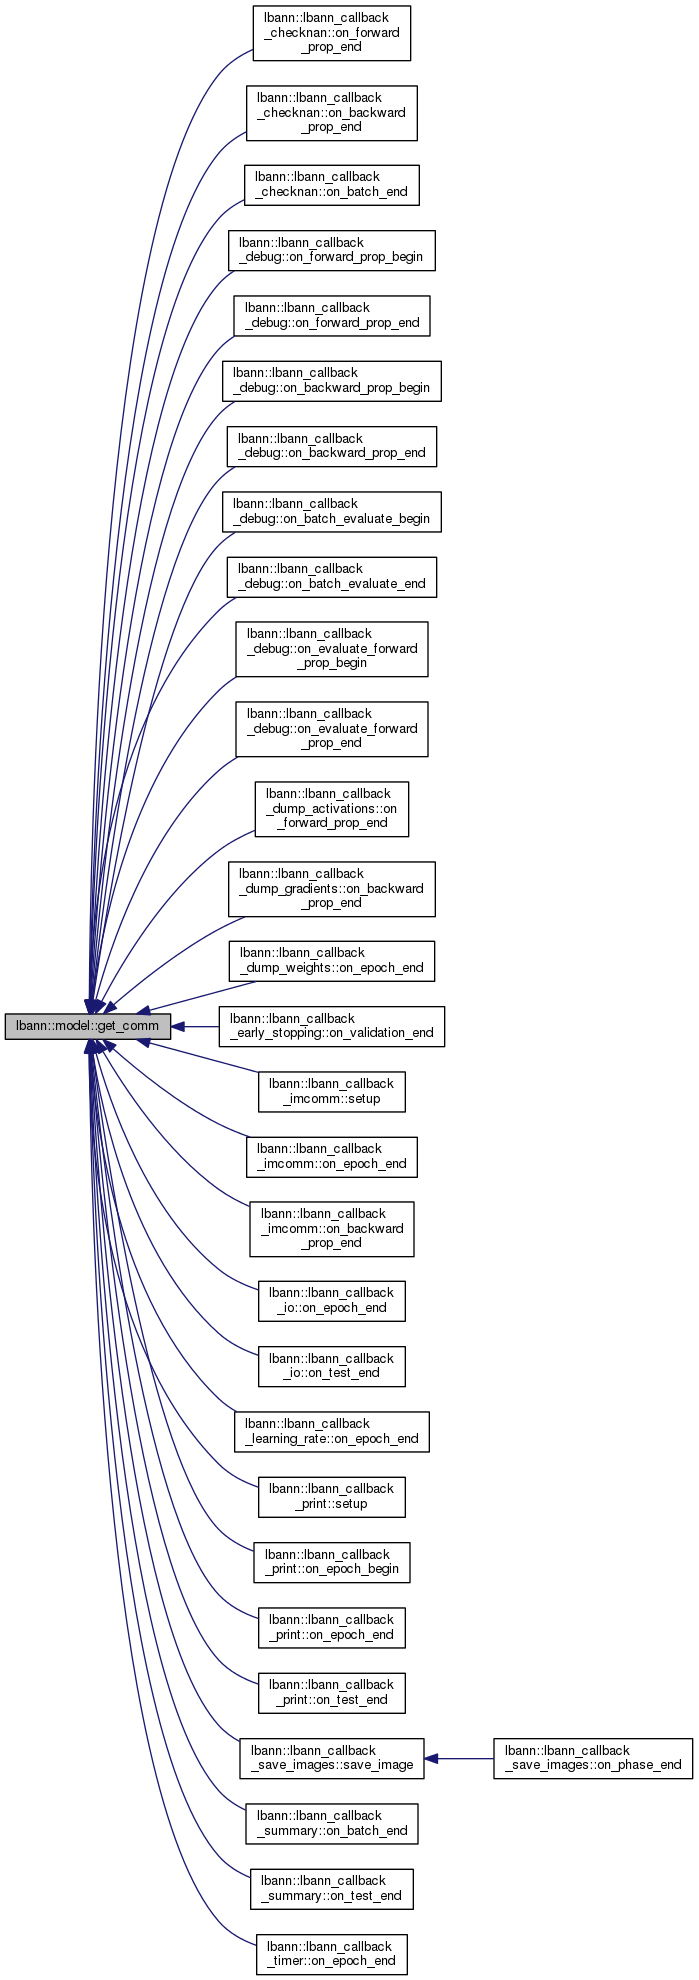 lbann::lbann_callback
_checknan::on_forward
_prop_end
lbann::lbann_callback
_checknan::on_backward
_prop_end
lbann::lbann_callback
_checknan::on_batch_end
lbann::lbann_callback
_debug::on_forward_prop_begin
lbann::lbann_callback
_debug::on_forward_prop_end
lbann::lbann_callback
_debug::on_backward_prop_begin
lbann::lbann_callback
_debug::on_backward_prop_end
lbann::lbann_callback
_debug::on_batch_evaluate_begin
lbann::lbann_callback
_debug::on_batch_evaluate_end
lbann::lbann_callback
_debug::on_evaluate_forward
_prop_begin
lbann::lbann_callback
_debug::on_evaluate_forward
_prop_end
lbann::lbann_callback
_dump_activations::on
_forward_prop_end
lbann::lbann_callback
_dump_gradients::on_backward
_prop_end
lbann::lbann_callback
_dump_weights::on_epoch_end
lbann::model::get_comm
lbann::lbann_callback
_early_stopping::on_validation_end
lbann::lbann_callback
_imcomm::setup
lbann::lbann_callback
_imcomm::on_epoch_end
lbann::lbann_callback
_imcomm::on_backward
_prop_end
lbann::lbann_callback
_io::on_epoch_end
lbann::lbann_callback
_io::on_test_end
lbann::lbann_callback
_learning_rate::on_epoch_end
lbann::lbann_callback
_print::setup
lbann::lbann_callback
_print::on_epoch_begin
lbann::lbann_callback
_print::on_epoch_end
lbann::lbann_callback
_print::on_test_end
lbann::lbann_callback
_save_images::save_image
lbann::lbann_callback
_save_images::on_phase_end
lbann::lbann_callback
_summary::on_batch_end
lbann::lbann_callback
_summary::on_test_end
lbann::lbann_callback
_timer::on_epoch_end